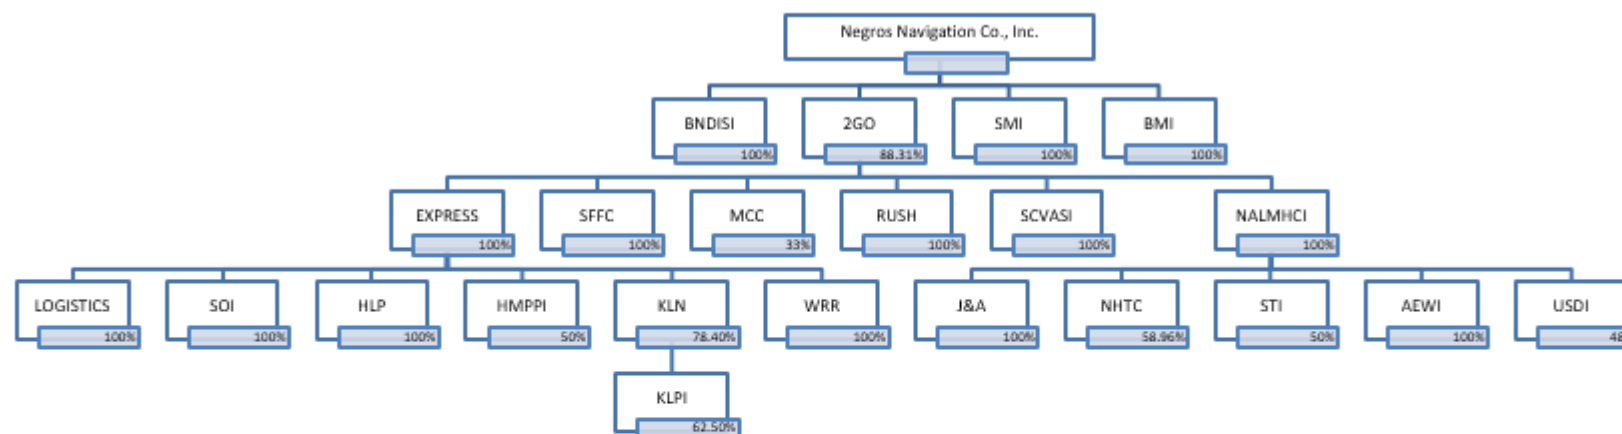 Negros Navigation Co., Inc.
BNDISI
2GO
SMI
BMI
100%
88.31%
100%
100%
EXPRESS
SFFC
MCC
RUSH
SCVASI
NALMHCI
100%
100%
33%
100%
100%
100%
LOGISTICS
SOI
HLP
HMPPI
KLN
WRR
J&A
NHTC
STI
AEWI
USDI
100%
100%
100%
50%
78.40%
100%
100%
58.96%
50%
100%
KLPI
62.50%